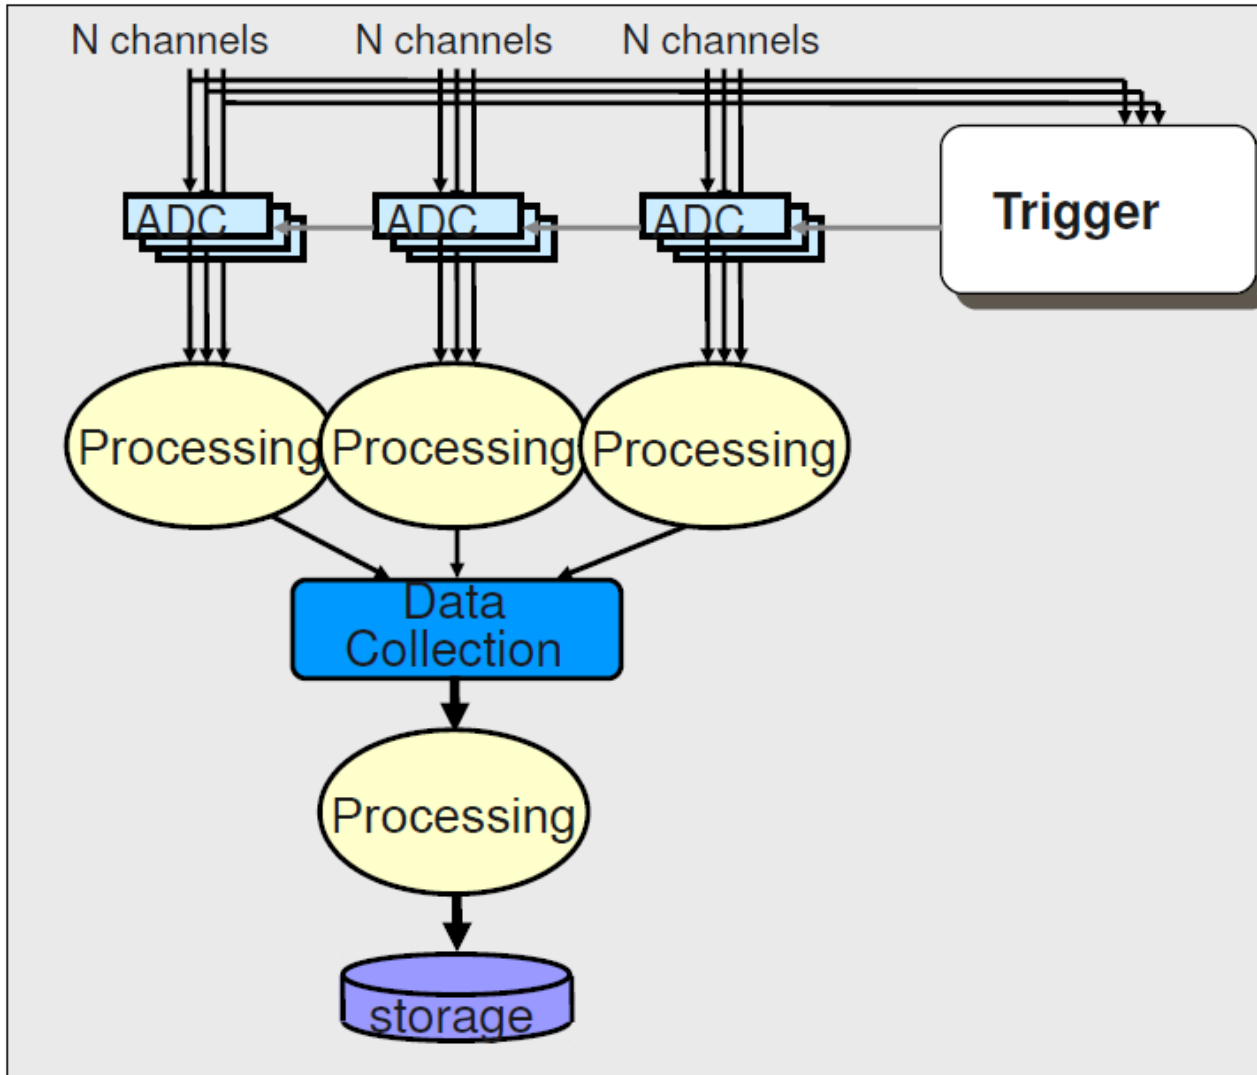 N channels
N channels
N channels
Trigger
ADC
ADC
ADC
Processing
Processing
Processing
Data
Collection
Processing
storage